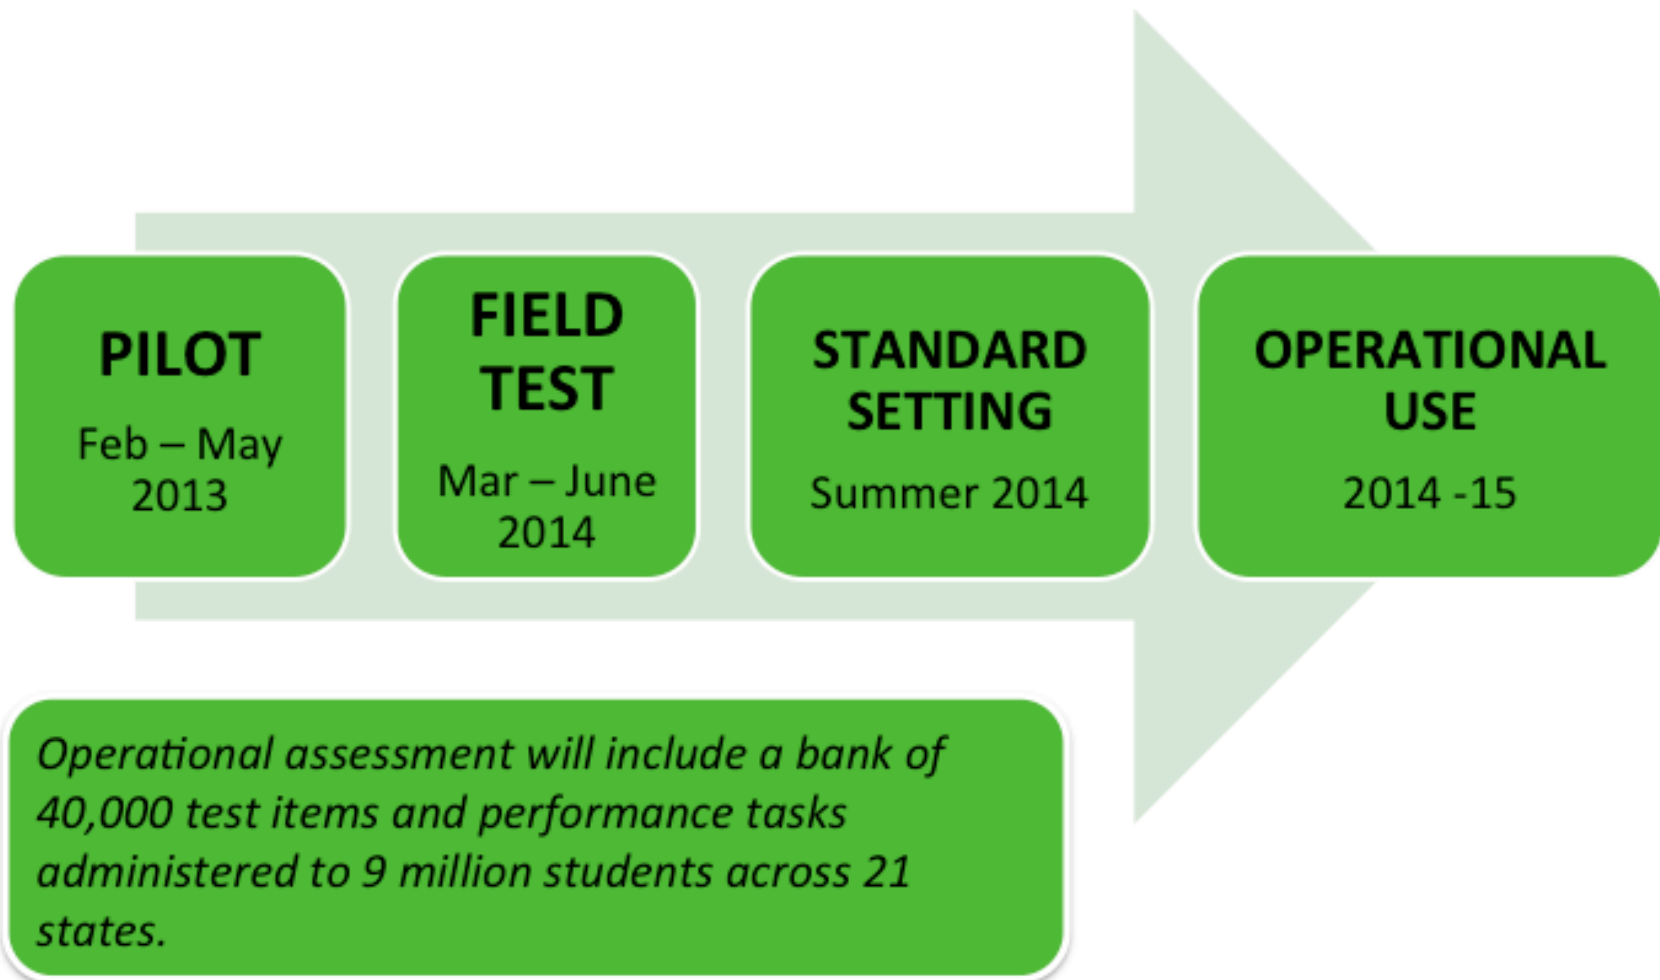 PILOT
Feb – May
2013
FIELD
TEST
Mar – June
2014
STANDARD
SETTING
Summer 2014
OPERATIONAL
USE
2014 -15
Operational assessment will include a bank of
40,000 test items and performance tasks
administered to 9 million students across 21
states.